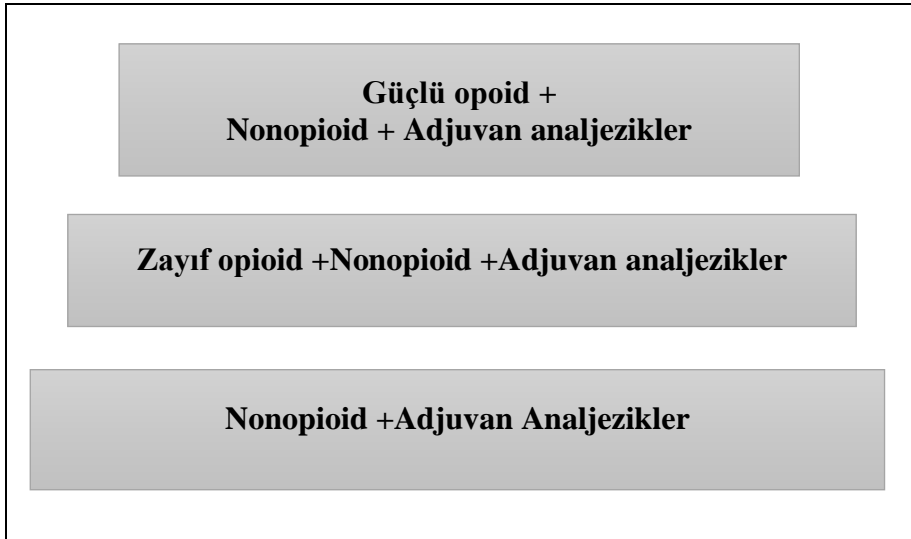 Güçlü opoid +
Nonopioid + Adjuvan analjezikler
Zayıf opioid +Nonopioid +Adjuvan analjezikler
Nonopioid +Adjuvan Analjezikler